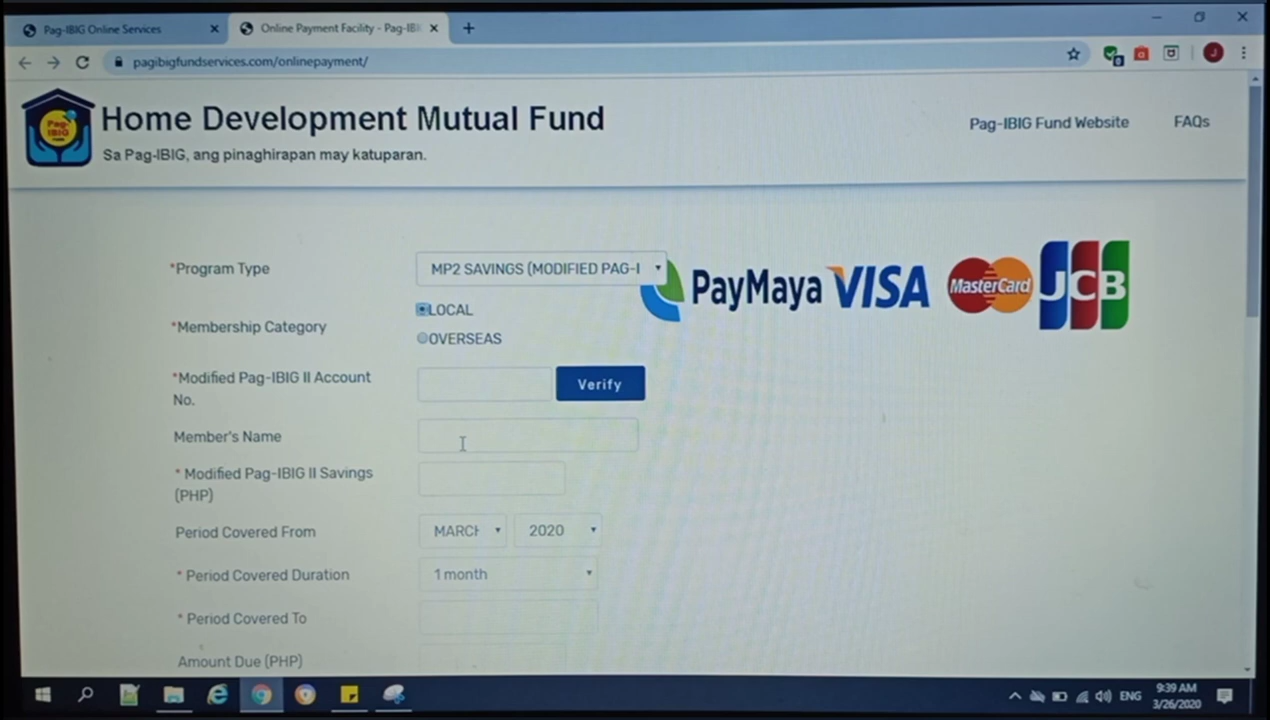 Pag-IBIG Online Services
Online Payment Facility - Pag-IBI
pagibigfundservices.com/onlinepayment/
J
Pag-IBIG
Home Development Mutual Fund
Sa Pag-IBIG, ang pinaghirapan may katuparan.
Pag-IBIG Fund Website
FAQs
*Program Type
MP2 SAVINGS (MODIFIED PAG-I
PayMaya VISA MasterCard JCB
*Membership Category
LOCAL
OVERSEAS
*Modified Pag-IBIG II Account
No.
Verify
Member's Name
* Modified Pag-IBIG II Savings
(PHP)
Period Covered From
MARCH
2020
* Period Covered Duration
1 month
* Period Covered To
Amount Due (PHP)
ENG
9:39 AM
3/26/2020